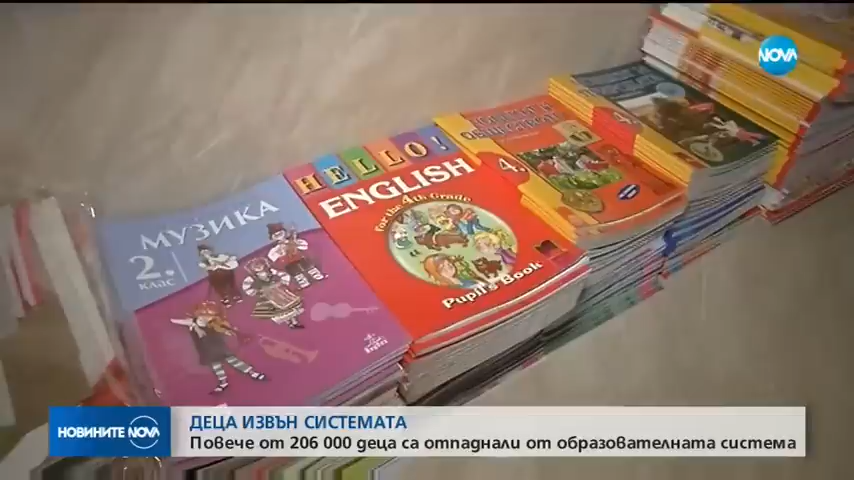 NOVA
МУЗИКА
2.
КЛАС
HELLO!
ENGLISH
for the 4th Grade
Pupil's Book
4.
4.
НОВИНИТЕ NOVA
ДЕЦА ИЗВЪН СИСТЕМАТА
Повече от 206 000 деца са отпаднали от образователната система